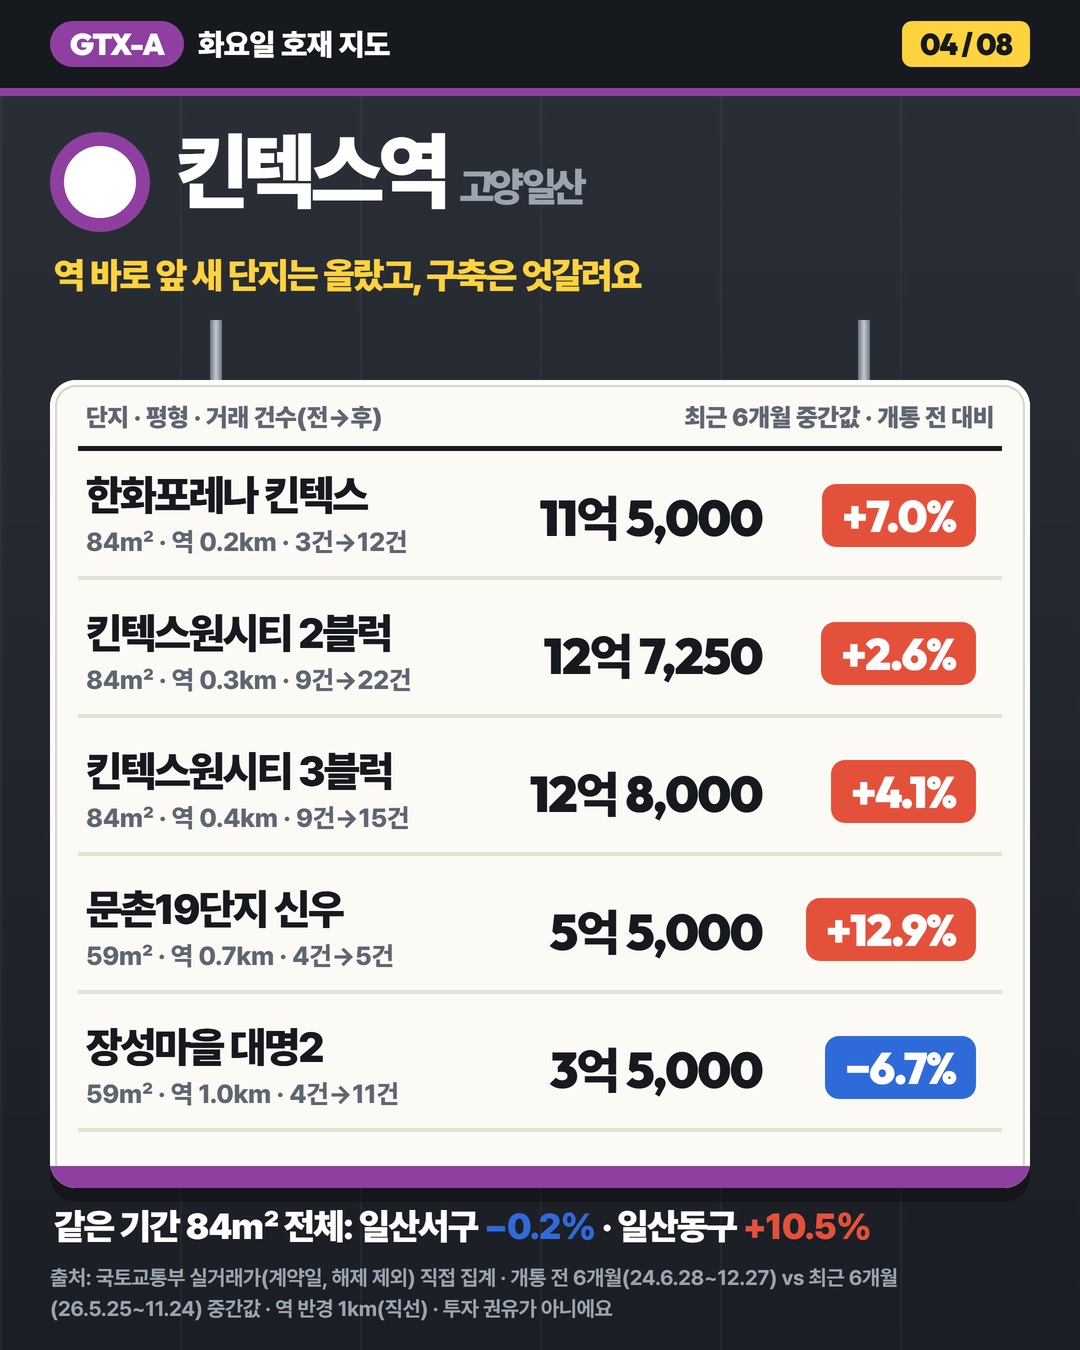 GTX-A 화요일 호재 지도
04/08
킨텍스역 고양일산
역 바로 앞 새 단지는 올랐고, 구축은 엇갈려요
단지 · 평형 · 거래 건수(전→후) 최근 6개월 중간값 · 개통 전 대비
한화포레나 킨텍스
84m² · 역 0.2km · 3건→12건
11억 5,000 +7.0%
킨텍스원시티 2블럭
84m² · 역 0.3km · 9건→22건
12억 7,250 +2.6%
킨텍스원시티 3블럭
84m² · 역 0.4km · 9건→15건
12억 8,000 +4.1%
문촌19단지 신우
59m² · 역 0.7km · 4건→5건
5억 5,000 +12.9%
장성마을 대명2
59m² · 역 1.0km · 4건→11건
3억 5,000 −6.7%
같은 기간 84m² 전체: 일산서구 −0.2% · 일산동구 +10.5%
출처: 국토교통부 실거래가(계약일, 해제 제외) 직접 집계 · 개통 전 6개월(24.6.28~12.27) vs 최근 6개월
(26.5.25~11.24) 중간값 · 역 반경 1km(직선) · 투자 권유가 아니에요